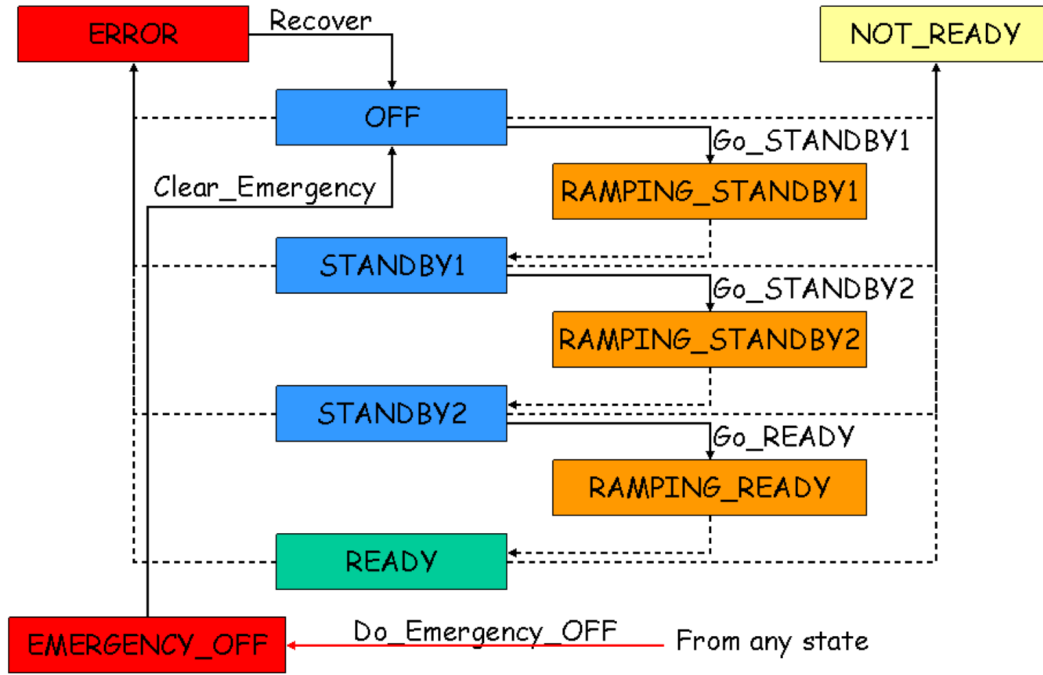 ERROR
Recover
NOT_READY
OFF
Go_STANDBY1
Clear_Emergency
RAMPING_STANDBY1
STANDBY1
Go_STANDBY2
RAMPING_STANDBY2
STANDBY2
Go_READY
RAMPING_READY
READY
Do_Emergency_OFF
From any state
EMERGENCY_OFF